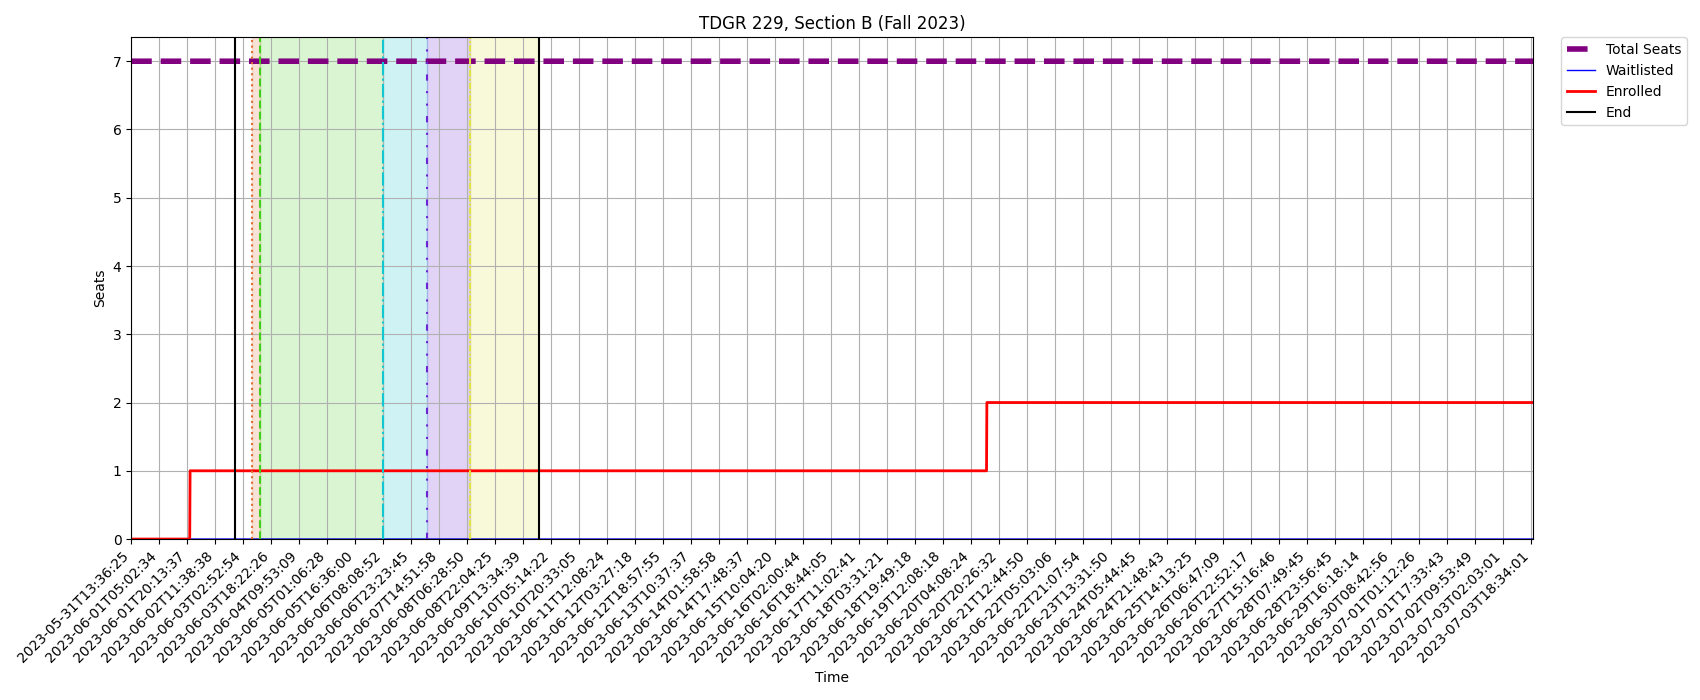 TDGR 229, Section B (Fall 2023)
Total Seats
Waitlisted
Enrolled
End
Seats
7
6
5
4
3
2
1
0
2023-05-31T13:36:25
2023-06-01T05:02:34
2023-06-01T20:13:37
2023-06-02T11:38:38
2023-06-03T02:52:54
2023-06-03T18:22:26
2023-06-04T09:53:09
2023-06-05T01:06:28
2023-06-05T16:36:00
2023-06-06T08:08:52
2023-06-06T23:23:45
2023-06-07T14:51:58
2023-06-08T06:28:50
2023-06-08T22:04:25
2023-06-09T13:34:39
2023-06-10T05:14:22
2023-06-10T20:33:05
2023-06-11T12:08:24
2023-06-12T03:27:18
2023-06-12T18:57:55
2023-06-13T10:37:37
2023-06-14T01:58:58
2023-06-14T17:48:37
2023-06-15T10:04:20
2023-06-16T02:00:44
2023-06-16T18:44:05
2023-06-17T11:02:41
2023-06-18T03:31:21
2023-06-18T19:49:18
2023-06-19T12:08:18
2023-06-20T04:08:24
2023-06-20T20:26:32
2023-06-21T12:44:50
2023-06-22T05:03:06
2023-06-22T21:07:54
2023-06-23T13:31:50
2023-06-24T05:44:45
2023-06-24T21:48:43
2023-06-25T14:13:25
2023-06-26T06:47:09
2023-06-26T22:52:17
2023-06-27T15:16:46
2023-06-28T07:49:45
2023-06-28T23:56:45
2023-06-29T16:18:14
2023-06-30T08:42:56
2023-07-01T01:12:26
2023-07-01T17:33:43
2023-07-02T09:53:49
2023-07-03T02:03:01
2023-07-03T18:34:01
Time